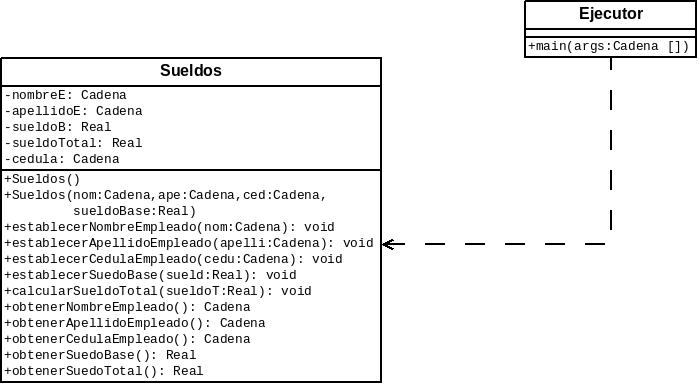 Ejecutor
+main(args:Cadena [])
Sueldos
-nombreE: Cadena
-apellidoE: Cadena
-sueldoB: Real
-sueldoTotal: Real
-cedula: Cadena
+Sueldos()
+Sueldos(nom:Cadena,ape:Cadena,ced:Cadena,
sueldoBase:Real)
+establecerNombreEmpleado(nom:Cadena): void
+establecerApellidoEmpleado(apelli:Cadena): void
+establecerCedulaEmpleado(cedu:Cadena): void
+establecerSuedoBase(sueld:Real): void
+calcularSueldoTotal(sueldoT:Real): void
+obtenerNombreEmpleado(): Cadena
+obtenerApellidoEmpleado(): Cadena
+obtenerCedulaEmpleado(): Cadena
+obtenerSuedoBase(): Real
+obtenerSuedoTotal(): Real